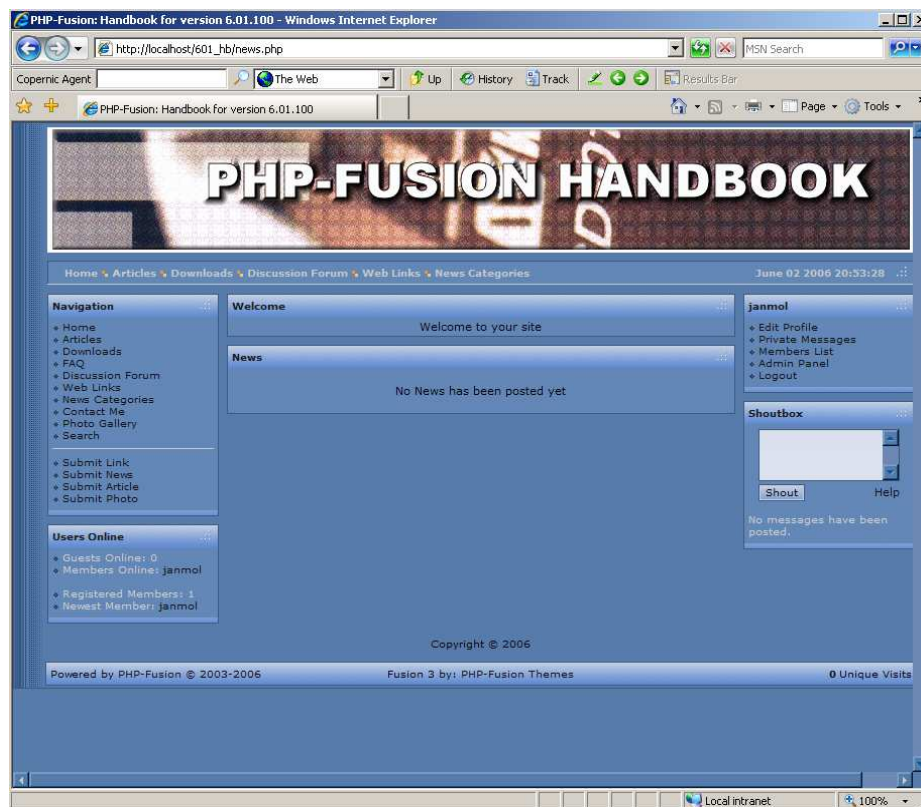 PHP-Fusion: Handbook for version 6.01.100 - Windows Internet Explorer
http://localhost/601_hb/news.php
MSN Search
Copernic Agent
The Web
Up
History
Track
Results Bar
PHP-Fusion: Handbook for version 6.01.100
Page
Tools
PHP-FUSION HANDBOOK
Home Articles Downloads Discussion Forum Web Links News Categories
June 02 2006 20:53:28
Navigation
Home
Articles
Downloads
FAQ
Discussion Forum
Web Links
News Categories
Contact Me
Photo Gallery
Search
Submit Link
Submit News
Submit Article
Submit Photo
Users Online
Guests Online: 0
Members Online: janmol
Registered Members: 1
Newest Member: janmol
Welcome
Welcome to your site
News
No News has been posted yet
janmol
Edit Profile
Private Messages
Members List
Admin Panel
Logout
Shoutbox
Shout
Help
No messages have been
posted.
Copyright © 2006
Powered by PHP-Fusion © 2003-2006
Fusion 3 by: PHP-Fusion Themes
0 Unique Visits
Local intranet
100%